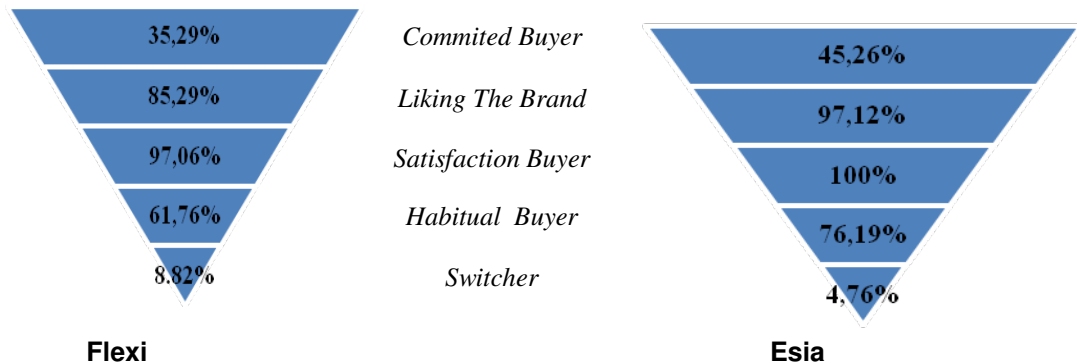 35,29%
Commited Buyer
45,26%
85,29%
Liking The Brand
97,12%
97,06%
Satisfaction Buyer
100%
61,76%
Habitual Buyer
76,19%
8.82%
Switcher
4,76%
Flexi
Esia